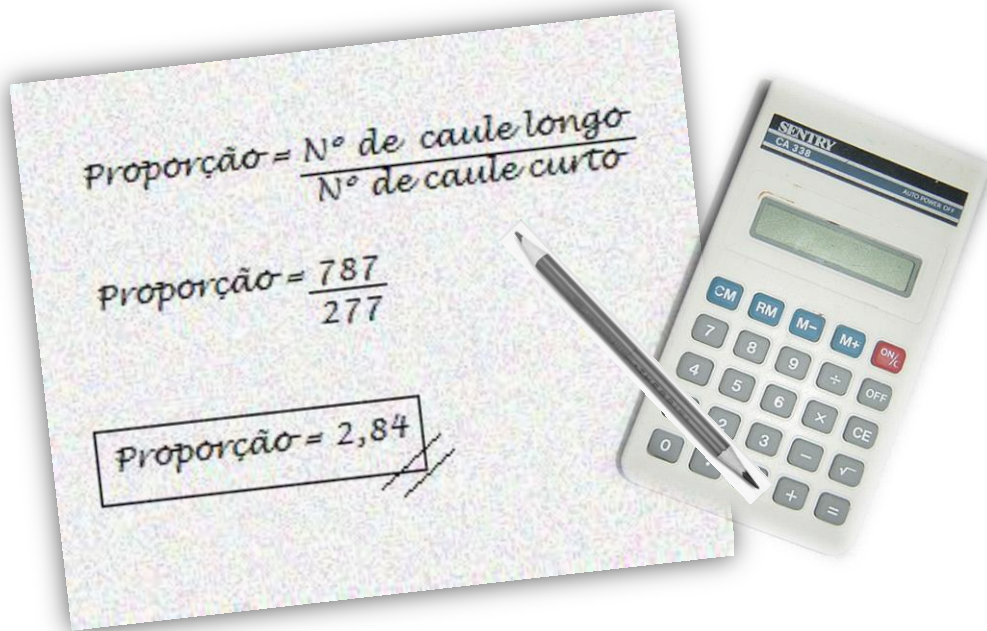 Proporção = Nº de caule longo
Nº de caule curto
Proporção = 787
277
Proporção = 2,84
SENTRY
CA 338
AUTO POWER OFF
CM RM M− M+ ON/C
7 8 9 ÷ OFF
4 5 6 × CE
2 3 − √
0 . + =